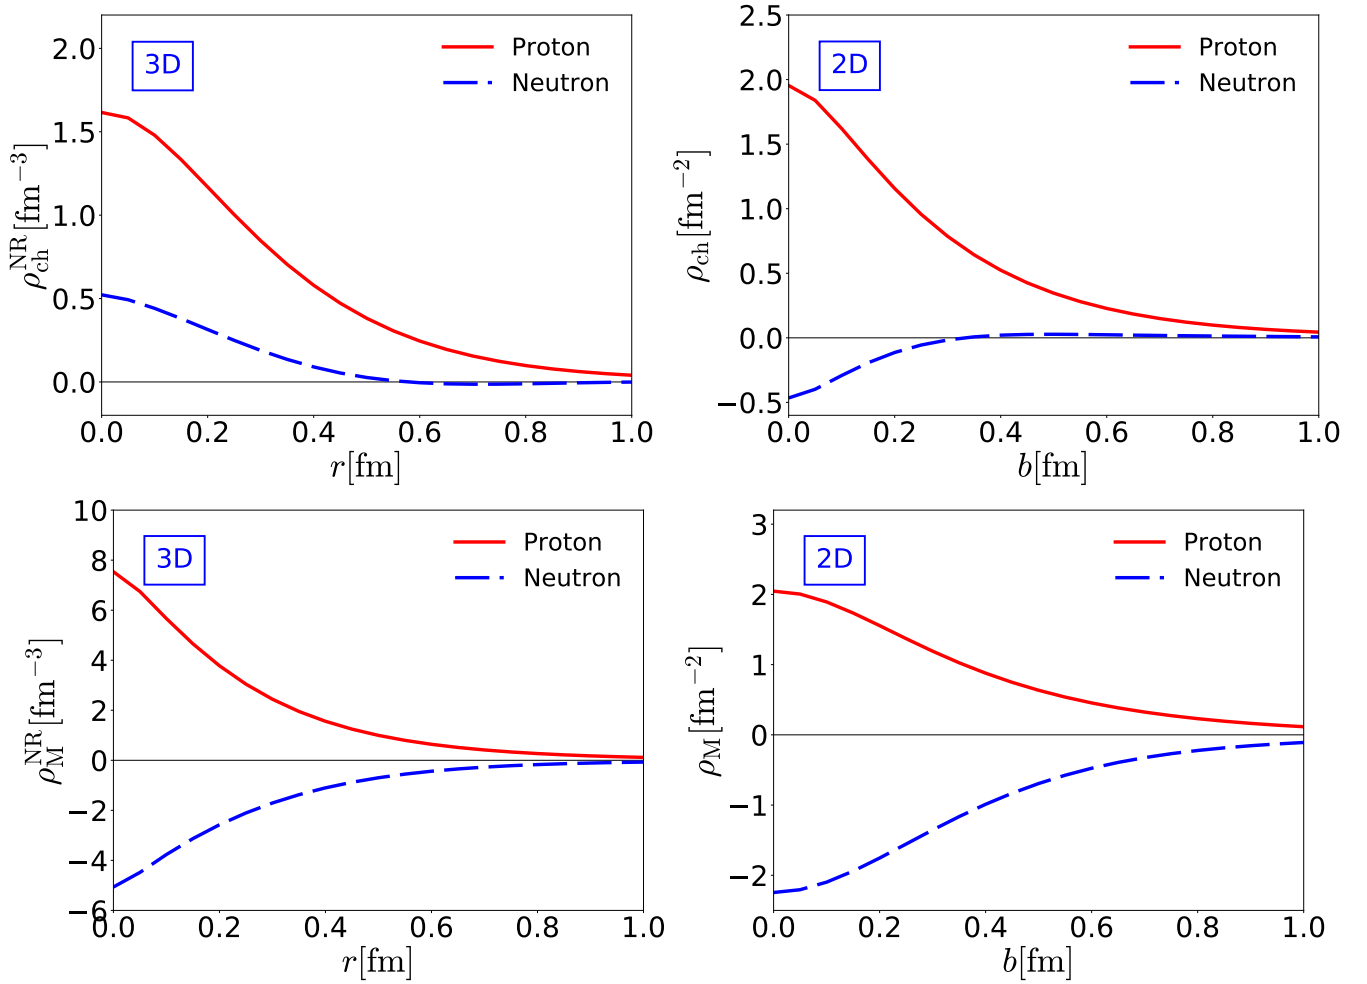 3D
Proton
Neutron
2.0
1.5
1.0
0.5
0.0
ρ_ch^NR[fm⁻³]
0.0 0.2 0.4 0.6 0.8 1.0
r[fm]
2D
Proton
Neutron
2.5
2.0
1.5
1.0
0.5
0.0
−0.5
ρ_ch[fm⁻²]
0.0 0.2 0.4 0.6 0.8 1.0
b[fm]
3D
Proton
Neutron
10
8
6
4
2
0
−2
−4
−6
ρ_M^NR[fm⁻³]
0.0 0.2 0.4 0.6 0.8 1.0
r[fm]
2D
Proton
Neutron
3
2
1
0
−1
−2
ρ_M[fm⁻²]
0.0 0.2 0.4 0.6 0.8 1.0
b[fm]